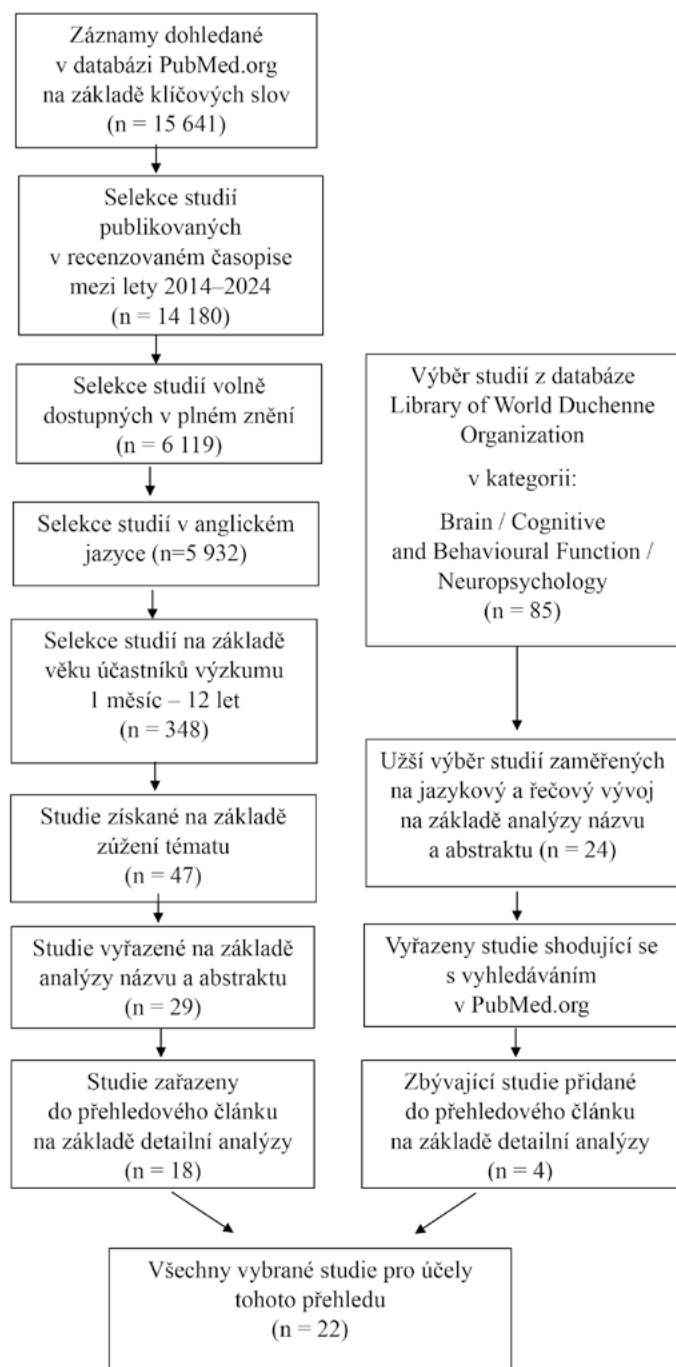 Záznamy dohledané
v databázi PubMed.org
na základě klíčových slov
(n = 15 641)
Selekce studií
publikovaných
v recenzovaném časopise
mezi lety 2014–2024
(n = 14 180)
Selekce studií volně
dostupných v plném znění
(n = 6 119)
Selekce studií v anglickém
jazyce (n=5 932)
Selekce studií na základě
věku účastníků výzkumu
1 měsíc – 12 let
(n = 348)
Studie získané na základě
zúžení tématu
(n = 47)
Studie vyřazené na základě
analýzy názvu a abstraktu
(n = 29)
Studie zařazeny
do přehledového článku
na základě detailní analýzy
(n = 18)
Výběr studií z databáze
Library of World Duchenne
Organization
v kategorii:
Brain / Cognitive
and Behavioural Function /
Neuropsychology
(n = 85)
Užší výběr studií zaměřených
na jazykový a řečový vývoj
na základě analýzy názvu
a abstraktu (n = 24)
Vyřazeny studie shodující se
s vyhledáváním
v PubMed.org
Zbývající studie přidané
do přehledového článku
na základě detailní analýzy
(n = 4)
Všechny vybrané studie pro účely
tohoto přehledu
(n = 22)